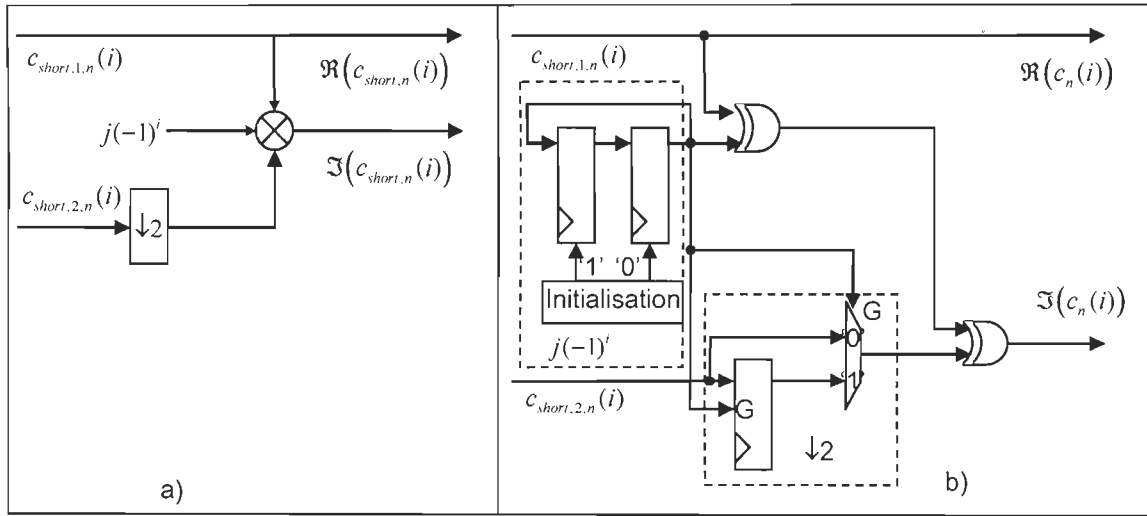 c_{short,1,n}(i)
ℜ(c_{short,n}(i))
j(-1)^i
ℑ(c_{short,n}(i))
c_{short,2,n}(i)
↓2
a)
c_{short,1,n}(i)
ℜ(c_n(i))
'1' '0'
Initialisation
j(-1)^i
G
'0'
ℑ(c_n(i))
'1'
c_{short,2,n}(i)
G
↓2
b)